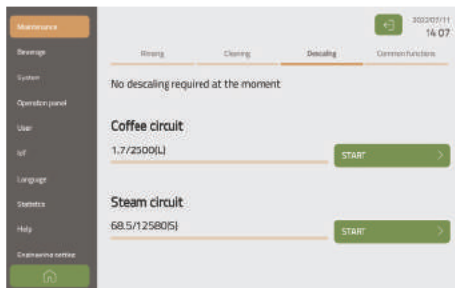 Maintenance
2022/07/11
14 07
Beverage
Rinsing
Cleaning
Descaling
Common functions
System
No descaling required at the moment
Operation panel
User
Coffee circuit
IoT
1.7/2500(L)
START
Language
Statistics
Steam circuit
Help
68.5/12580(S)
START
Engineering setting